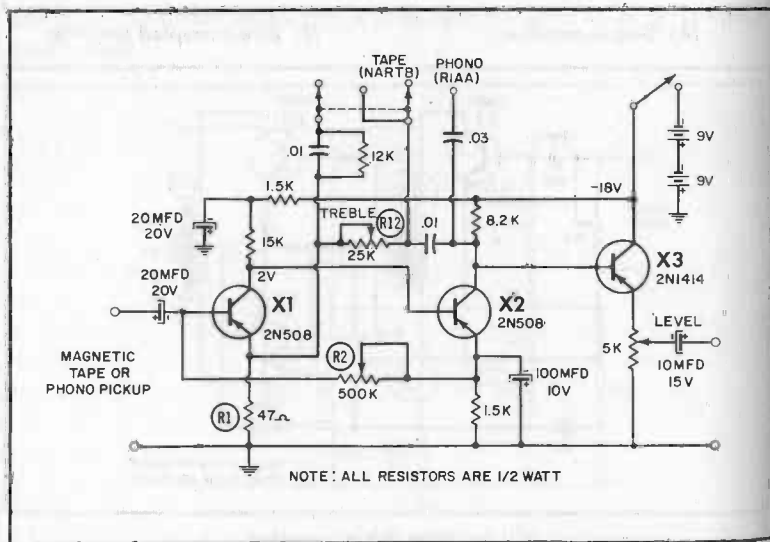 TAPE
(NARTB)
PHONO
(RIAA)
.01
12K
.03
9V
9V
1.5K
-18V
20MFD
20V
TREBLE
R12
.01
8.2K
15K
25K
X3
2N1414
20MFD
20V
2V
X1
2N508
X2
2N508
LEVEL
5K
10MFD
15V
MAGNETIC
TAPE OR
PHONO PICKUP
R2
500K
100MFD
10V
R1
47Ω
1.5K
NOTE: ALL RESISTORS ARE 1/2 WATT